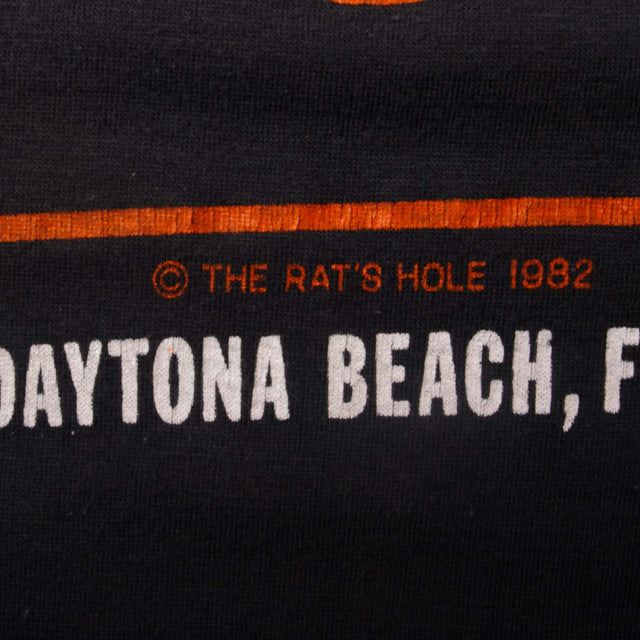 © THE RAT'S HOLE 1982
DAYTONA BEACH, F